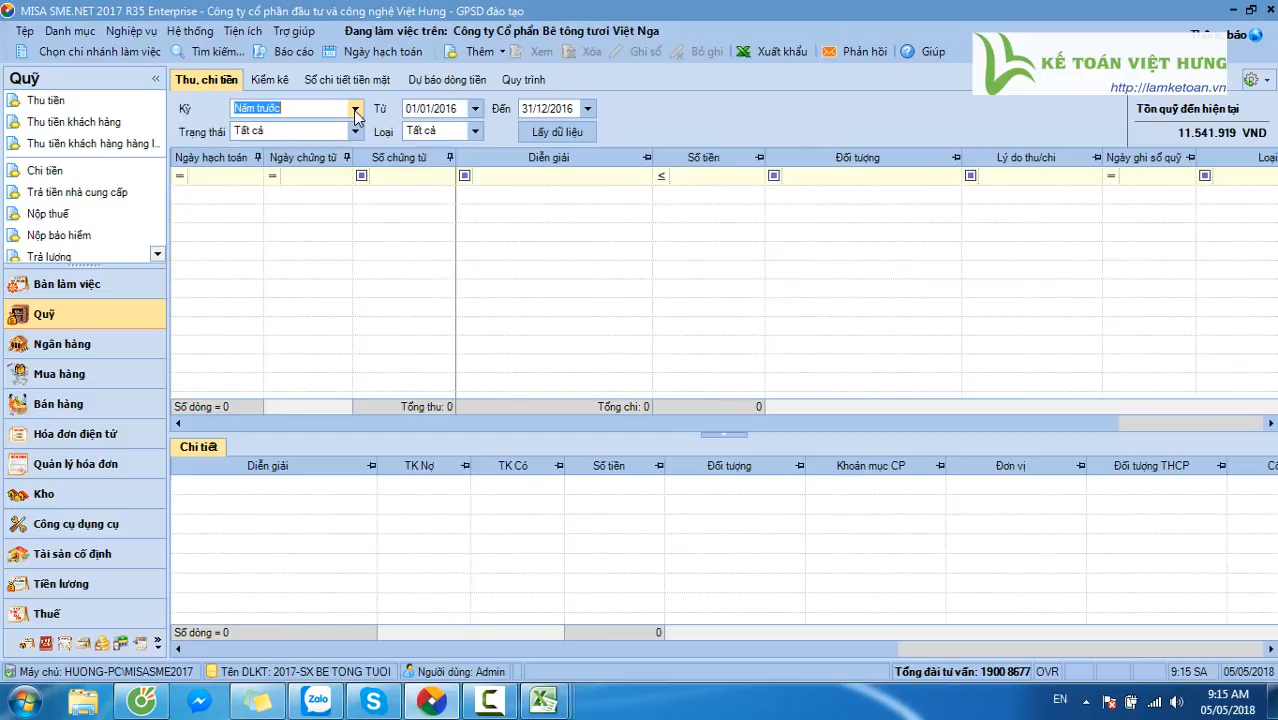 MISA SME.NET 2017 R35 Enterprise - Công ty cổ phần đầu tư và công nghệ Việt Hưng - GPSD đào tạo
Tệp Danh mục Nghiệp vụ Hệ thống Tiện ích Trợ giúp Đang làm việc trên: Công ty Cổ phần Bê tông tươi Việt Nga
Chọn chi nhánh làm việc Tìm kiếm... Báo cáo Ngày hạch toán Thêm Xem Xóa Ghi sổ Bỏ ghi Xuất khẩu Phản hồi Giúp
KẾ TOÁN VIỆT HƯNG
http://lamketoan.vn
Quỹ
Thu tiền
Thu tiền khách hàng
Thu tiền khách hàng hàng l...
Chi tiền
Trả tiền nhà cung cấp
Nộp thuế
Nộp bảo hiểm
Trả lương
Bàn làm việc
Quỹ
Ngân hàng
Mua hàng
Bán hàng
Hóa đơn điện tử
Quản lý hóa đơn
Kho
Công cụ dụng cụ
Tài sản cố định
Tiền lương
Thuế
Thu, chi tiền Kiểm kê Sổ chi tiết tiền mặt Dự báo dòng tiền Quy trình
Kỳ Năm trước Từ 01/01/2016 Đến 31/12/2016
Trạng thái Tất cả Loại Tất cả Lấy dữ liệu
Tồn quỹ đến hiện tại
11.541.919 VND
Ngày hạch toán Ngày chứng từ Số chứng từ Diễn giải Số tiền Đối tượng Lý do thu/chi Ngày ghi sổ quỹ Loại
= = ≤ =
Số dòng = 0 Tổng thu: 0 Tổng chi: 0 0
Chi tiết
Diễn giải TK Nợ TK Có Số tiền Đối tượng Khoản mục CP Đơn vị Đối tượng THCP
Số dòng = 0 0
Máy chủ: HUONG-PC\MISASME2017 Tên DLKT: 2017-SX BE TONG TUOI Người dùng: Admin Tổng đài tư vấn: 1900 8677 OVR 9:15 SA 05/05/2018
Zalo
EN
9:15 AM
05/05/2018